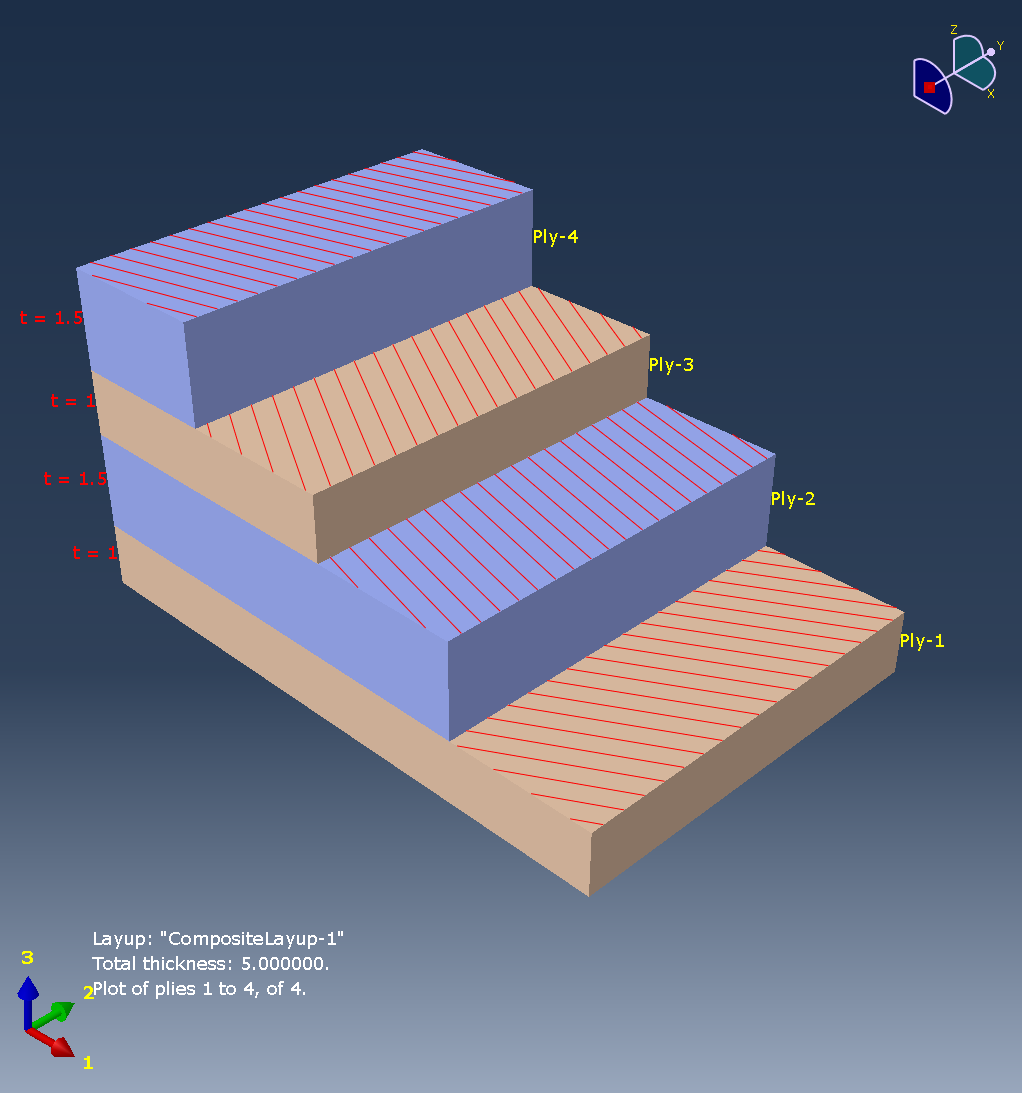 Z
Y
X
Ply-4
t = 1.5
Ply-3
t = 1
Ply-2
t = 1.5
Ply-1
t = 1
Layup: "CompositeLayup-1"
Total thickness: 5.000000.
Plot of plies 1 to 4, of 4.
3
2
1